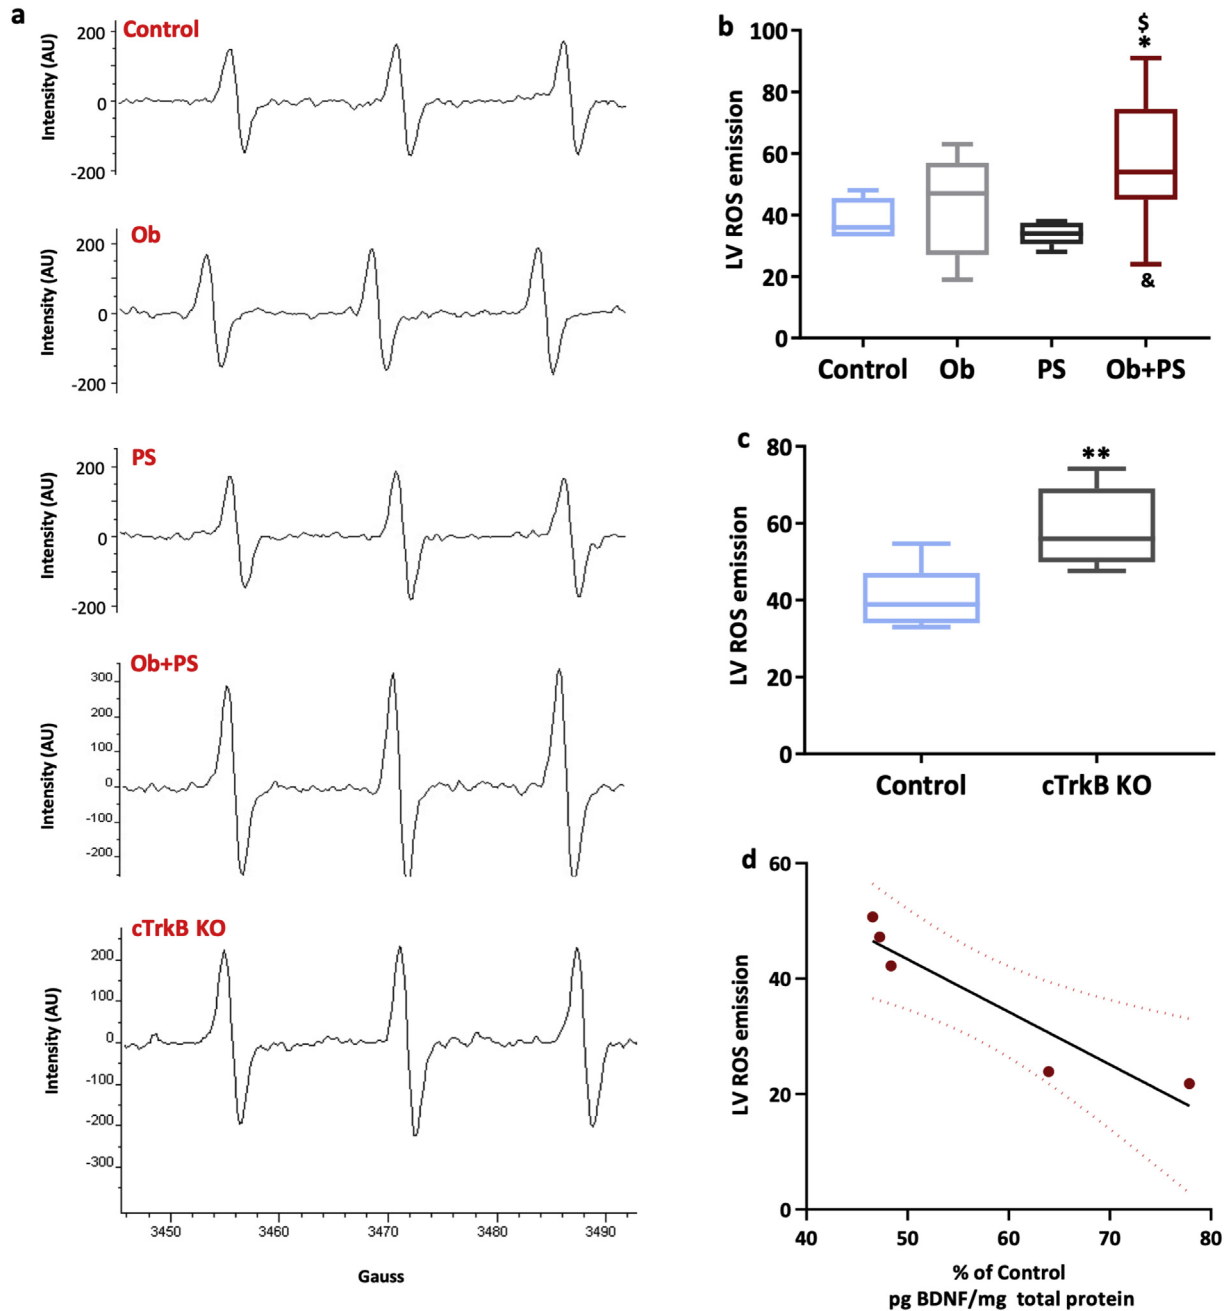 a
Control
Intensity (AU)
200
0
-200
Ob
Intensity (AU)
200
0
-200
PS
Intensity (AU)
200
0
-200
Ob+PS
Intensity (AU)
300
200
100
0
-100
-200
cTrkB KO
Intensity (AU)
200
100
0
-100
-200
-300
3450 3460 3470 3480 3490
Gauss
b
LV ROS emission
100
80
60
40
20
0
$
*
&
Control Ob PS Ob+PS
c
LV ROS emission
80
60
40
20
0
**
Control cTrkB KO
d
LV ROS emission
60
40
20
0
40 50 60 70 80
% of Control
pg BDNF/mg total protein